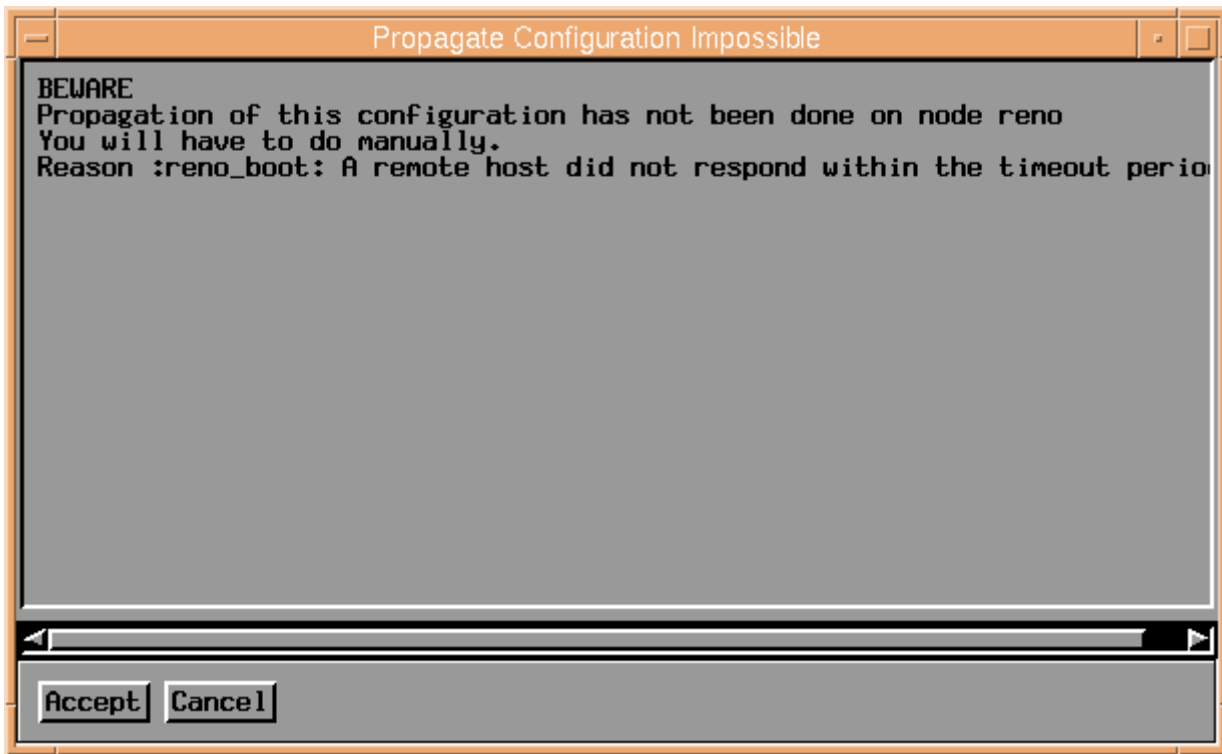 Propagate Configuration Impossible
BEWARE
Propagation of this configuration has not been done on node reno
You will have to do manually.
Reason :reno_boot: A remote host did not respond within the timeout perio
Accept Cancel